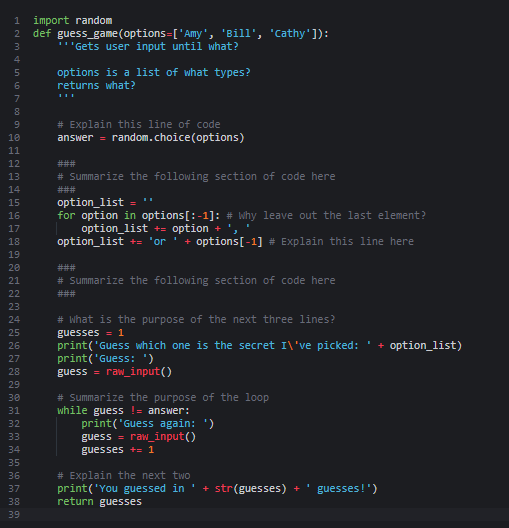 1 import random
2 def guess_game(options=['Amy', 'Bill', 'Cathy']):
3     '''Gets user input until what?
4
5     options is a list of what types?
6     returns what?
7     '''
8
9     # Explain this line of code
10     answer = random.choice(options)
11
12     ###
13     # Summarize the following section of code here
14     ###
15     option_list = ''
16     for option in options[:-1]: # Why leave out the last element?
17         option_list += option + ', '
18     option_list += 'or ' + options[-1] # Explain this line here
19
20     ###
21     # Summarize the following section of code here
22     ###
23
24     # What is the purpose of the next three lines?
25     guesses = 1
26     print('Guess which one is the secret I\'ve picked: ' + option_list)
27     print('Guess: ')
28     guess = raw_input()
29
30     # Summarize the purpose of the loop
31     while guess != answer:
32         print('Guess again: ')
33         guess = raw_input()
34         guesses += 1
35
36     # Explain the next two
37     print('You guessed in ' + str(guesses) + ' guesses!')
38     return guesses
39